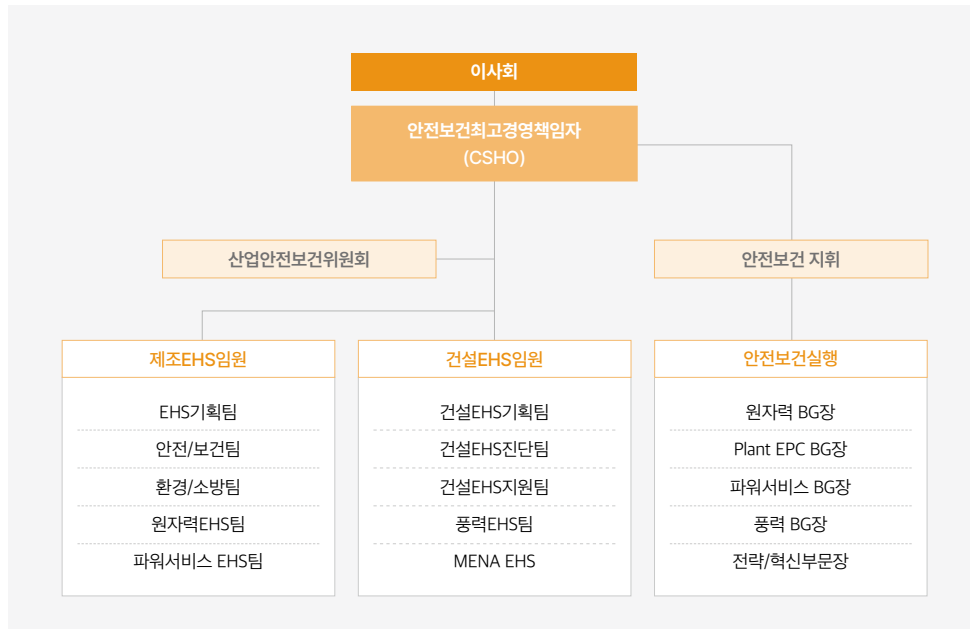 이사회
안전보건최고경영책임자
(CSHO)
산업안전보건위원회
안전보건 지휘
제조EHS임원
EHS기획팀
안전/보건팀
환경/소방팀
원자력EHS팀
파워서비스 EHS팀
건설EHS임원
건설EHS기획팀
건설EHS진단팀
건설EHS지원팀
풍력EHS팀
MENA EHS
안전보건실행
원자력 BG장
Plant EPC BG장
파워서비스 BG장
풍력 BG장
전략/혁신부문장